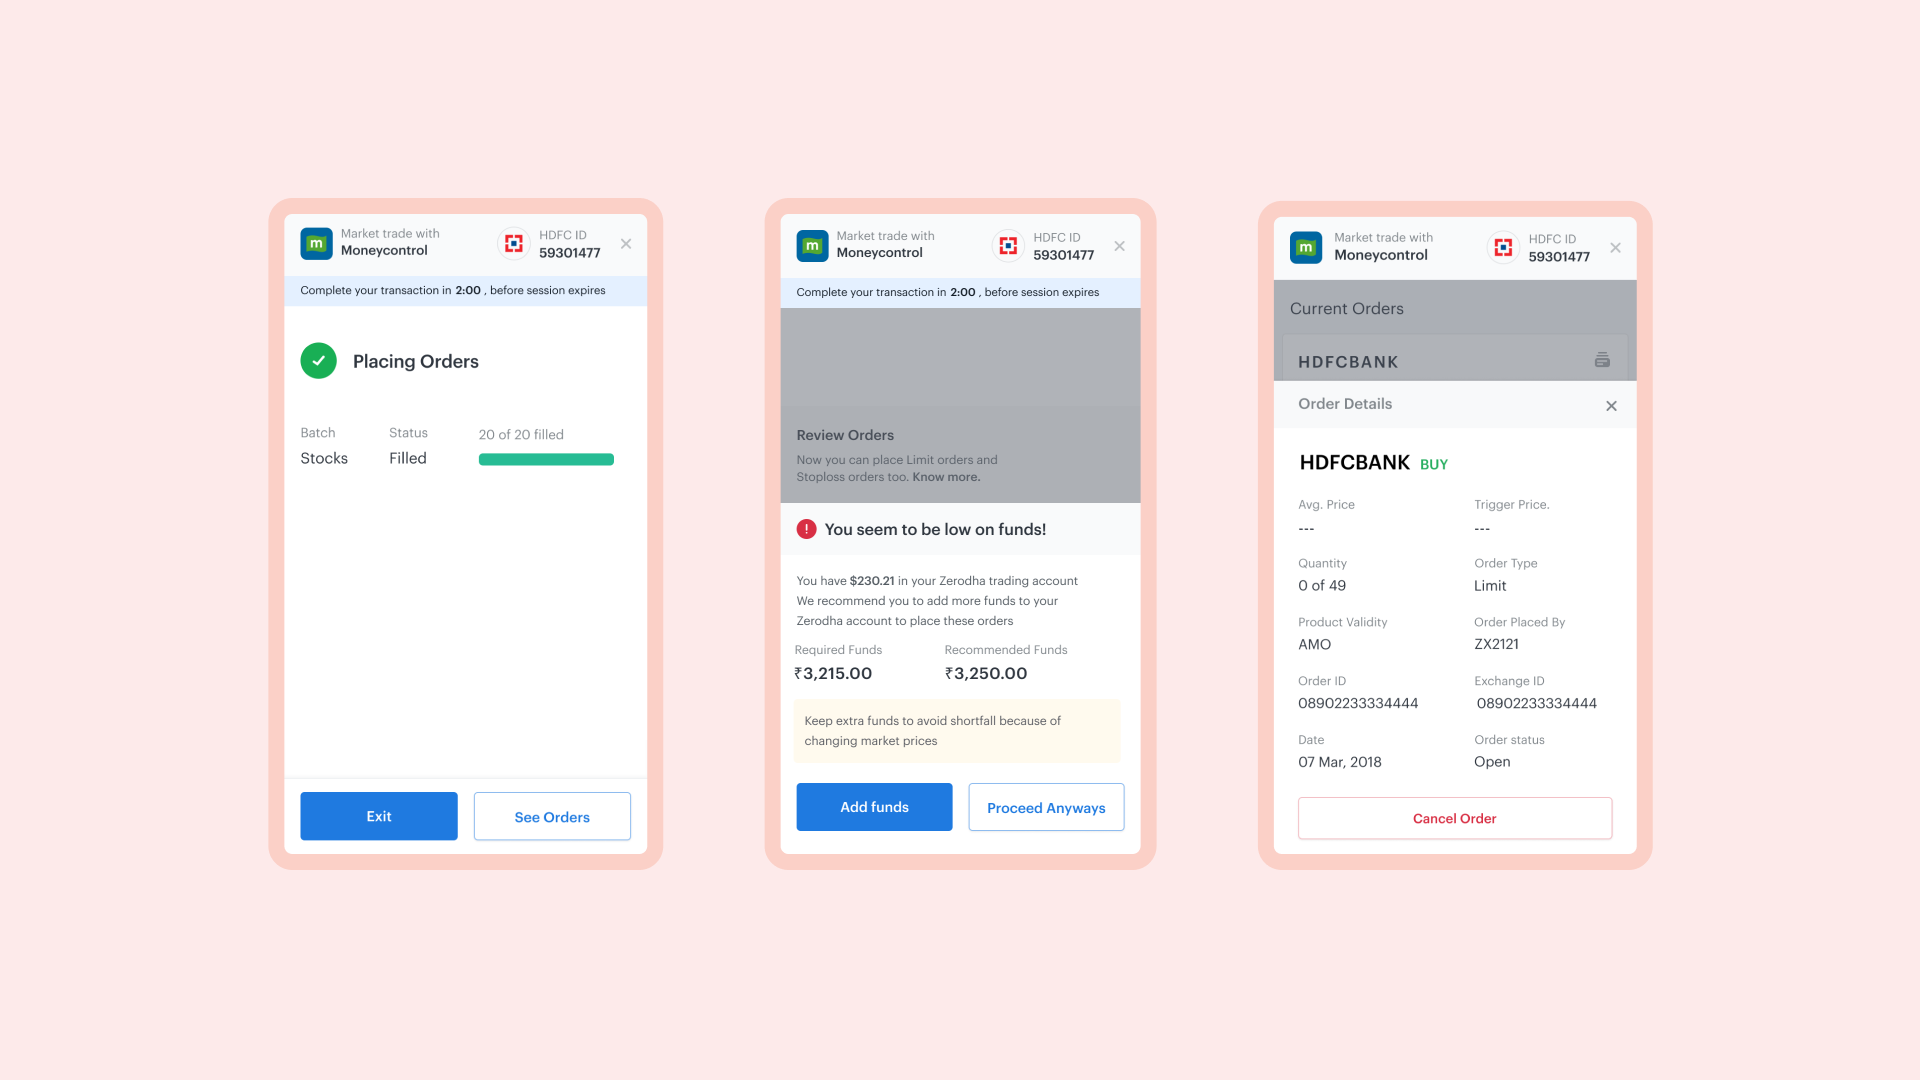 m
Market trade with
Moneycontrol
HDFC ID
59301477
Complete your transaction in 2:00 , before session expires
Placing Orders
Batch
Stocks
Status
Filled
20 of 20 filled
Exit
See Orders
m
Market trade with
Moneycontrol
HDFC ID
59301477
Complete your transaction in 2:00 , before session expires
Review Orders
Now you can place Limit orders and
Stoploss orders too. Know more.
You seem to be low on funds!
You have $230.21 in your Zerodha trading account
We recommend you to add more funds to your
Zerodha account to place these orders
Required Funds
₹3,215.00
Recommended Funds
₹3,250.00
Keep extra funds to avoid shortfall because of
changing market prices
Add funds
Proceed Anyways
m
Market trade with
Moneycontrol
HDFC ID
59301477
Current Orders
HDFCBANK
Order Details
HDFCBANK BUY
Avg. Price
---
Trigger Price.
---
Quantity
0 of 49
Order Type
Limit
Product Validity
AMO
Order Placed By
ZX2121
Order ID
08902233334444
Exchange ID
08902233334444
Date
07 Mar, 2018
Order status
Open
Cancel Order